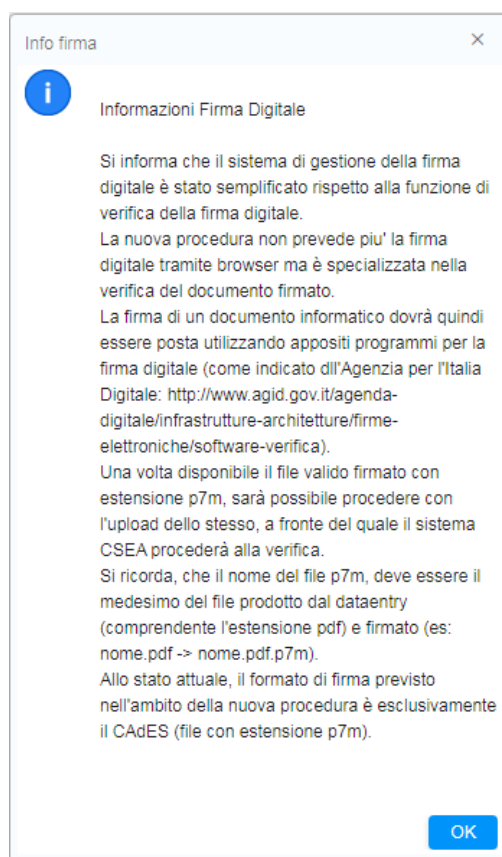 Info firma
Informazioni Firma Digitale
Si informa che il sistema di gestione della firma
digitale è stato semplificato rispetto alla funzione di
verifica della firma digitale.
La nuova procedura non prevede piu' la firma
digitale tramite browser ma è specializzata nella
verifica del documento firmato.
La firma di un documento informatico dovrà quindi
essere posta utilizzando appositi programmi per la
firma digitale (come indicato dll'Agenzia per l'Italia
Digitale: http://www.agid.gov.it/agenda-
digitale/infrastrutture-architetture/firme-
elettroniche/software-verifica).
Una volta disponibile il file valido firmato con
estensione p7m, sarà possibile procedere con
l'upload dello stesso, a fronte del quale il sistema
CSEA procederà alla verifica.
Si ricorda, che il nome del file p7m, deve essere il
medesimo del file prodotto dal dataentry
(comprendente l'estensione pdf) e firmato (es:
nome.pdf -> nome.pdf.p7m).
Allo stato attuale, il formato di firma previsto
nell'ambito della nuova procedura è esclusivamente
il CAdES (file con estensione p7m).
OK